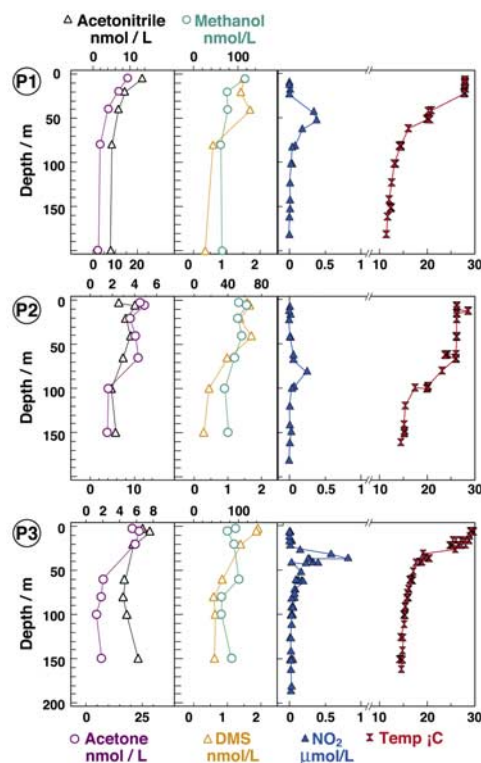 Acetonitrile Methanol
nmol / L nmol/L
0 10 0 100
P1
Depth / m
0
50
100
150
0 10 20 0 1 2 0 0.5 1 10 20 30
0 2 4 6 0 40 80
P2
Depth / m
0
50
100
150
0 10 0 1 2 0 0.5 1 10 20 30
0 2 4 6 8 0 100
P3
Depth / m
0
50
100
150
200
0 25 0 1 2 0 0.5 1 10 20 30
Acetone DMS NO2 Temp ¡C
nmol / L nmol/L μmol/L